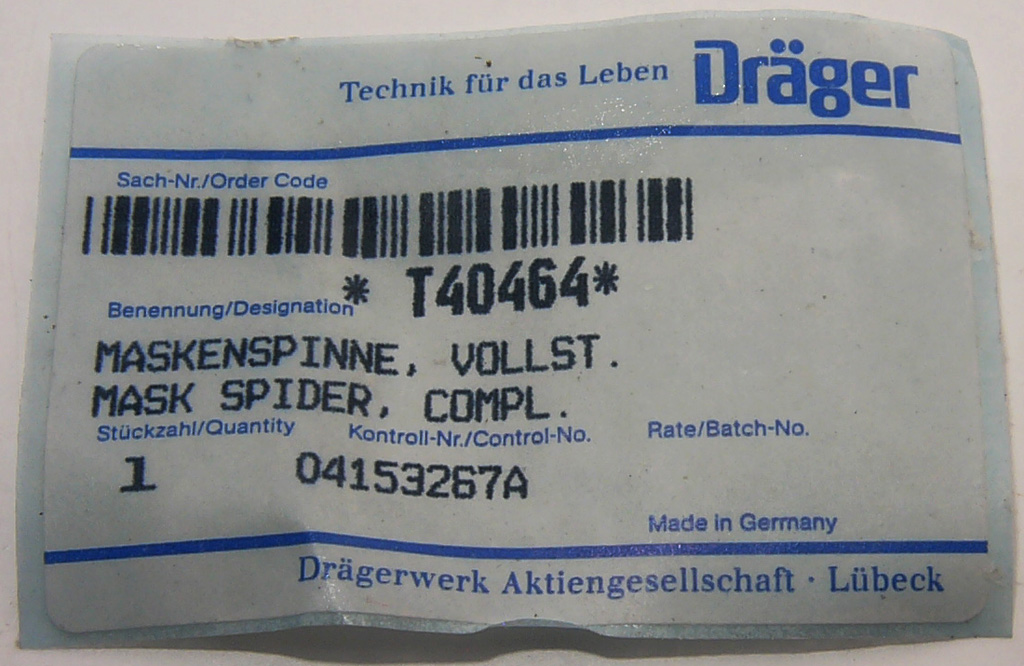 Technik für das Leben Dräger
Sach-Nr./Order Code
* T40464*
Benennung/Designation
MASKENSPINNE, VOLLST.
MASK SPIDER, COMPL.
Stückzahl/Quantity Kontroll-Nr./Control-No. Rate/Batch-No.
1 04153267A
Made in Germany
Drägerwerk Aktiengesellschaft · Lübeck